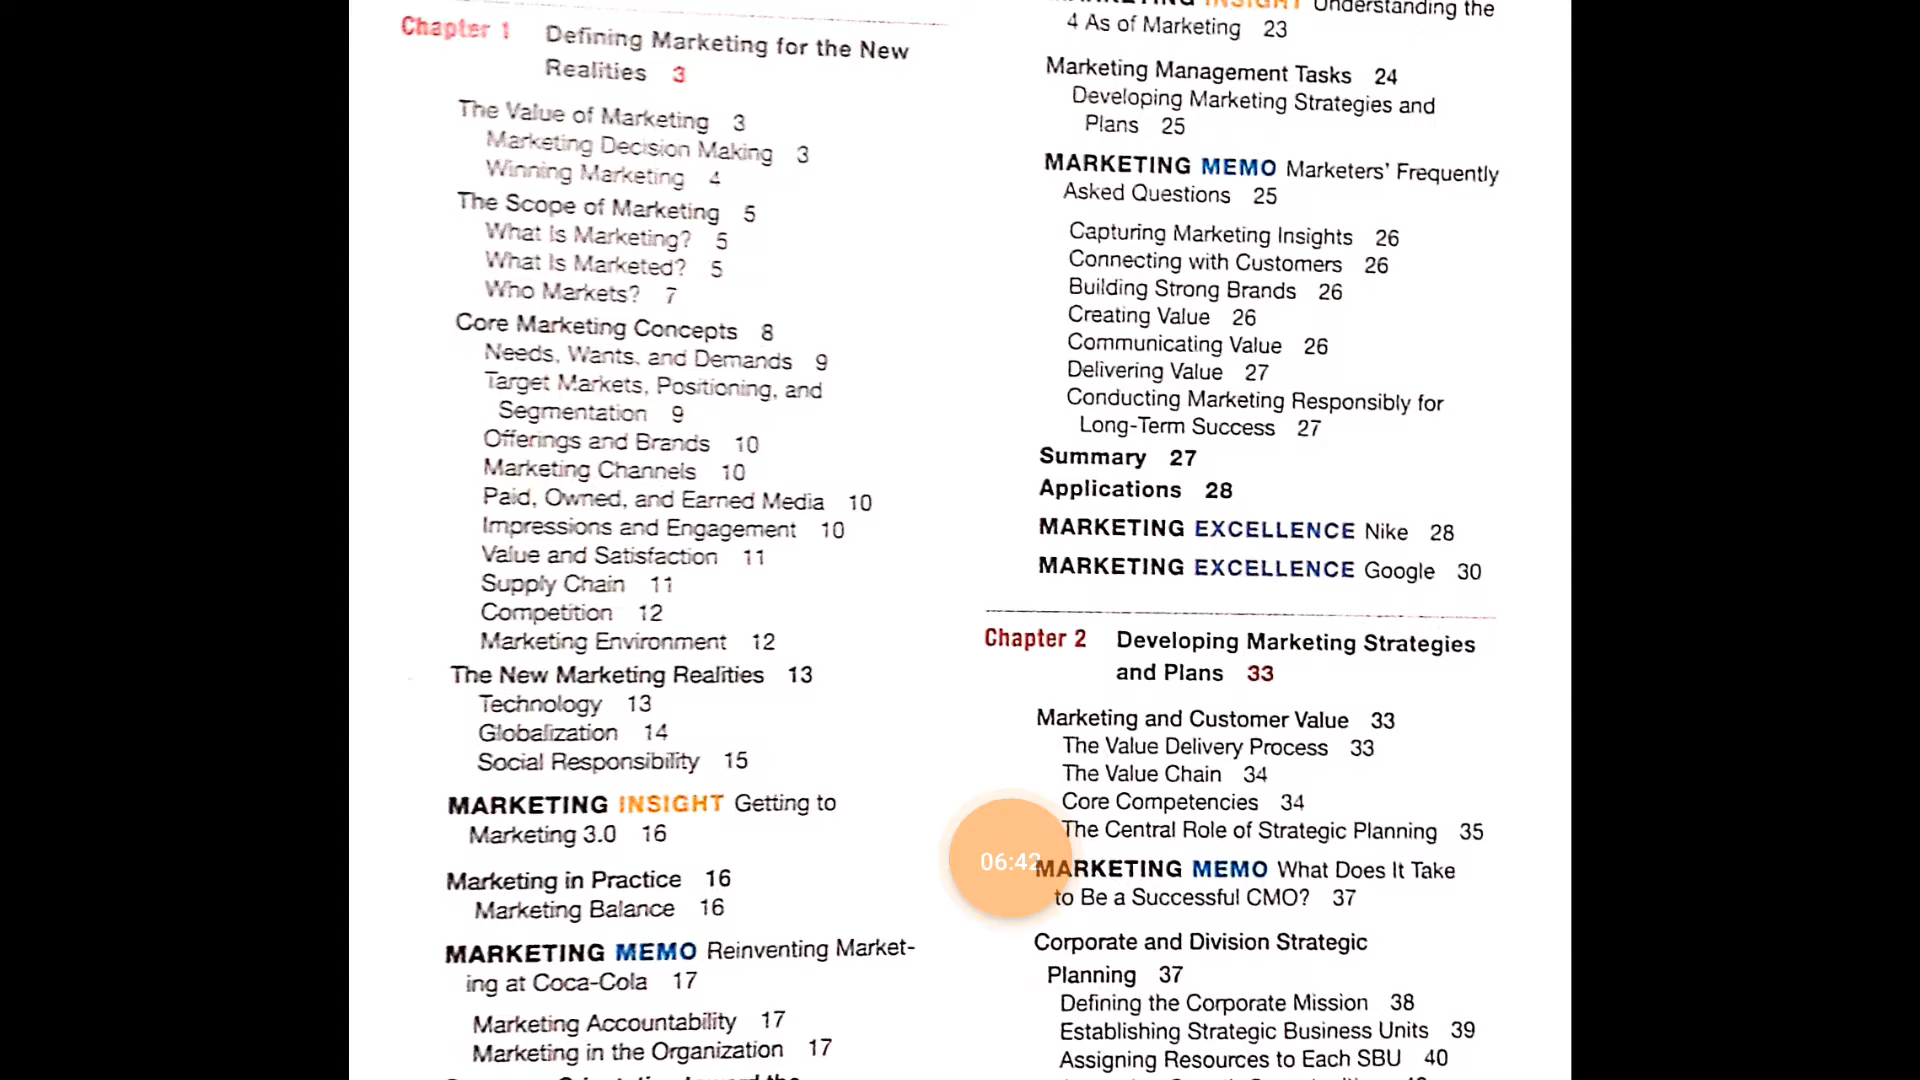 Chapter 1 Defining Marketing for the New
Realities 3
The Value of Marketing 3
Marketing Decision Making 3
Winning Marketing 4
The Scope of Marketing 5
What Is Marketing? 5
What Is Marketed? 5
Who Markets? 7
Core Marketing Concepts 8
Needs, Wants, and Demands 9
Target Markets, Positioning, and
Segmentation 9
Offerings and Brands 10
Marketing Channels 10
Paid, Owned, and Earned Media 10
Impressions and Engagement 10
Value and Satisfaction 11
Supply Chain 11
Competition 12
Marketing Environment 12
The New Marketing Realities 13
Technology 13
Globalization 14
Social Responsibility 15
MARKETING INSIGHT Getting to
Marketing 3.0 16
Marketing in Practice 16
Marketing Balance 16
MARKETING MEMO Reinventing Market-
ing at Coca-Cola 17
Marketing Accountability 17
Marketing in the Organization 17
MARKETING INSIGHT Understanding the
4 As of Marketing 23
Marketing Management Tasks 24
Developing Marketing Strategies and
Plans 25
MARKETING MEMO Marketers' Frequently
Asked Questions 25
Capturing Marketing Insights 26
Connecting with Customers 26
Building Strong Brands 26
Creating Value 26
Communicating Value 26
Delivering Value 27
Conducting Marketing Responsibly for
Long-Term Success 27
Summary 27
Applications 28
MARKETING EXCELLENCE Nike 28
MARKETING EXCELLENCE Google 30
Chapter 2 Developing Marketing Strategies
and Plans 33
Marketing and Customer Value 33
The Value Delivery Process 33
The Value Chain 34
Core Competencies 34
The Central Role of Strategic Planning 35
06:42
MARKETING MEMO What Does It Take
to Be a Successful CMO? 37
Corporate and Division Strategic
Planning 37
Defining the Corporate Mission 38
Establishing Strategic Business Units 39
Assigning Resources to Each SBU 40